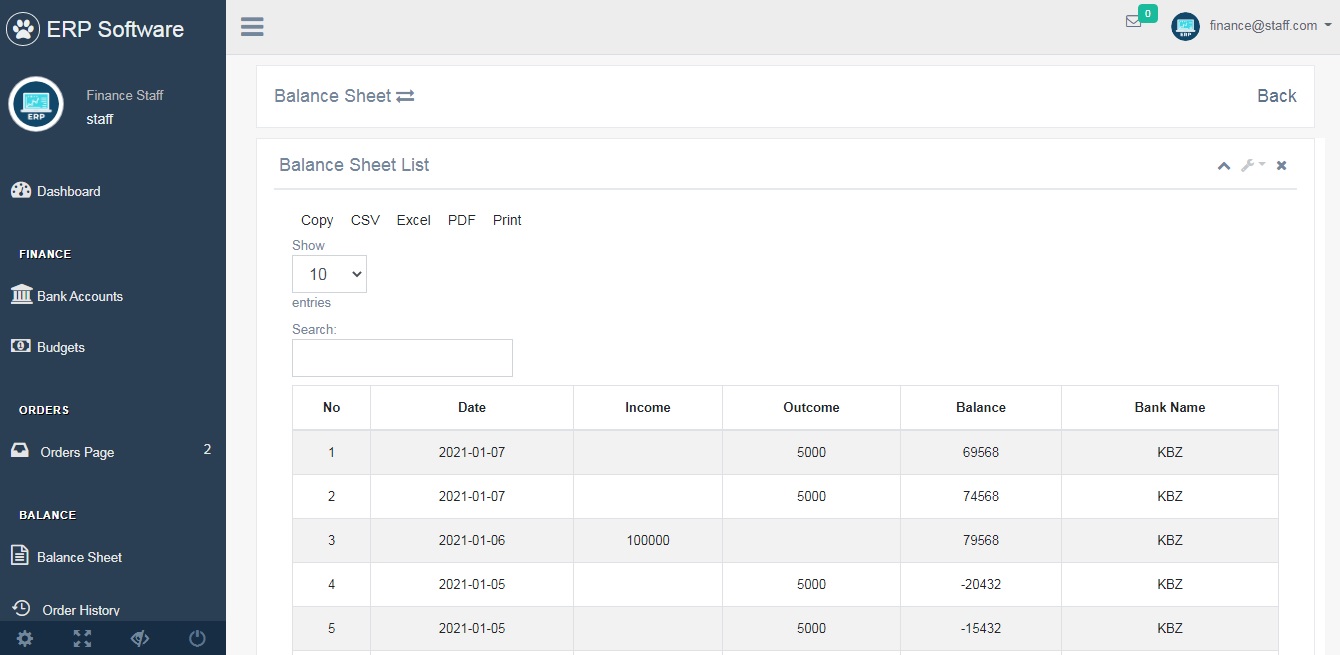 ERP Software
Finance Staff
staff
Dashboard
FINANCE
Bank Accounts
Budgets
ORDERS
Orders Page 2
BALANCE
Balance Sheet
Order History
0
finance@staff.com
Balance Sheet
Back
Balance Sheet List
Copy CSV Excel PDF Print
Show
10
entries
Search:
No Date Income Outcome Balance Bank Name
1 2021-01-07 5000 69568 KBZ
2 2021-01-07 5000 74568 KBZ
3 2021-01-06 100000 79568 KBZ
4 2021-01-05 5000 -20432 KBZ
5 2021-01-05 5000 -15432 KBZ
ERP
ERP